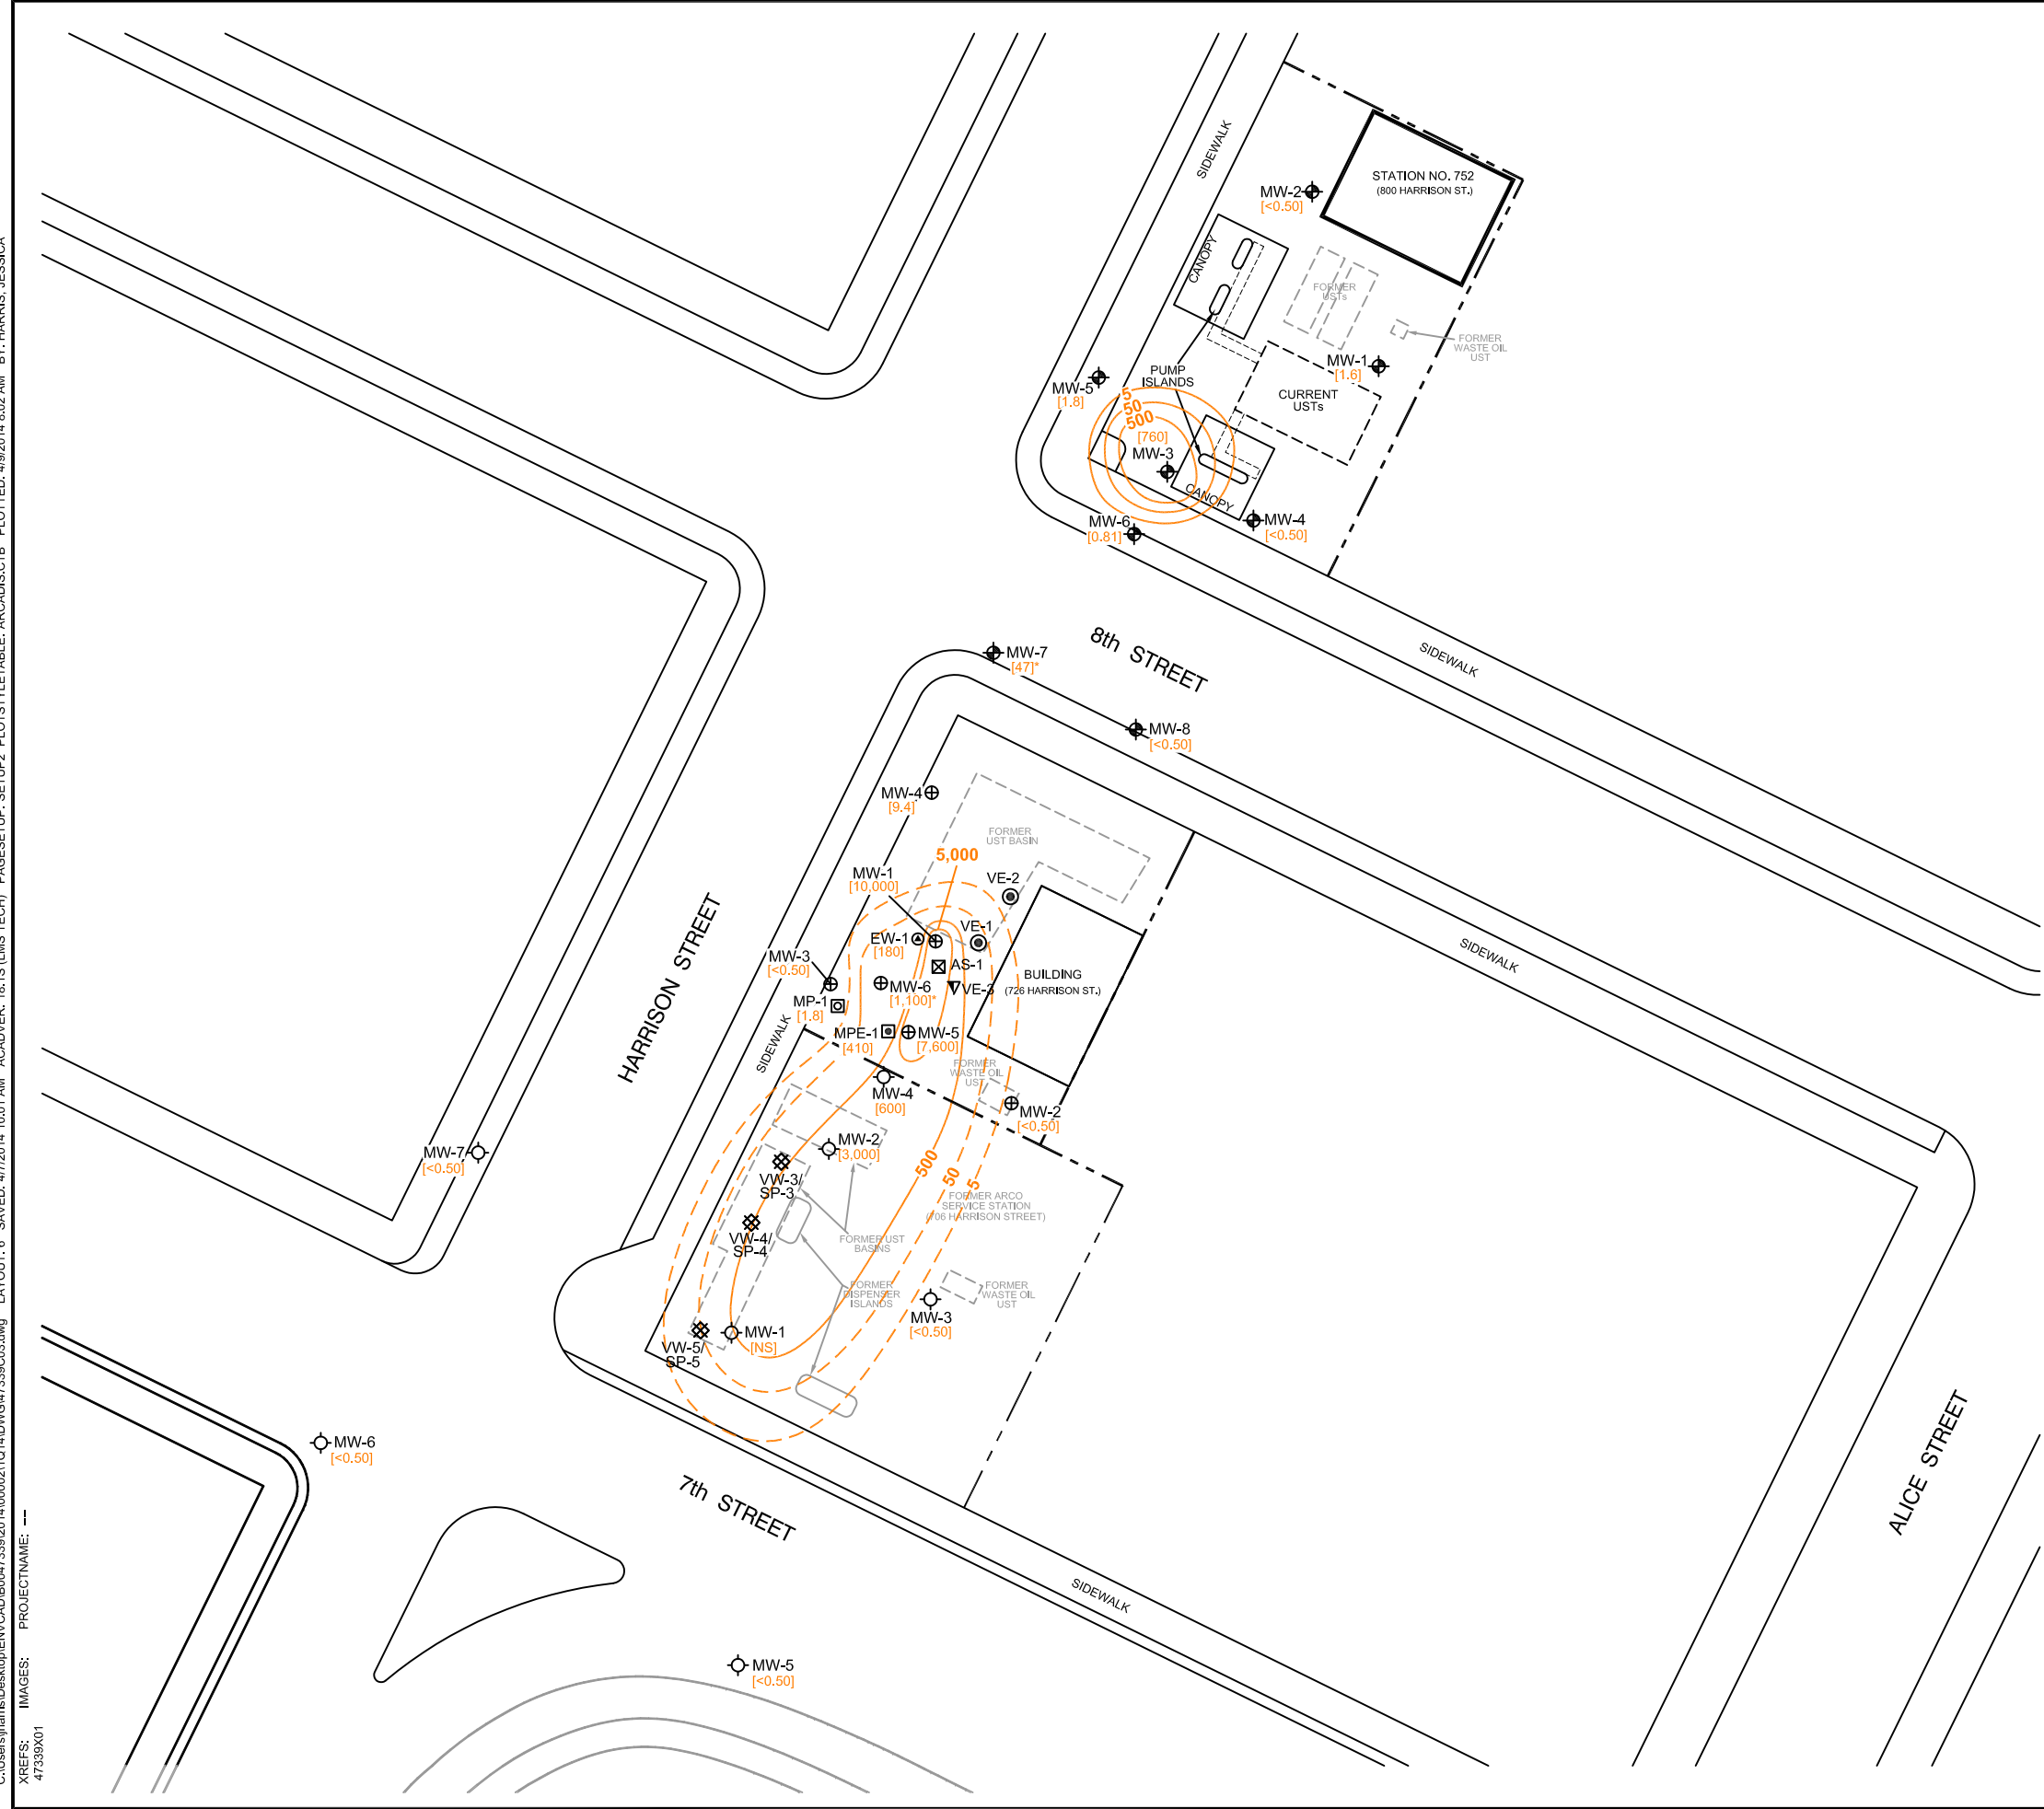 SIDEWALK
STATION NO. 752
(800 HARRISON ST.)
MW-2
[<0.50]
CANOPY
FORMER
USTs
FORMER
WASTE OIL
UST
MW-1
[1.6]
PUMP
ISLANDS
MW-5
[1.8]
CURRENT
USTs
5
50
500
[760]
MW-3
CANOPY
MW-6
[0.81]
MW-4
[<0.50]
8th STREET
SIDEWALK
MW-7
[47]*
MW-8
[<0.50]
MW-4
[9.4]
FORMER
UST BASIN
5,000
MW-1
[10,000]
VE-2
VE-1
EW-1
[180]
MW-3
[<0.50]
AS-1
MW-6
[1,100]*
VE-3
BUILDING
(726 HARRISON ST.)
MP-1
[1.8]
MPE-1
[410]
MW-5
[7,600]
HARRISON STREET
SIDEWALK
SIDEWALK
FORMER
WASTE OIL
UST
MW-4
[600]
MW-2
[<0.50]
MW-2
[3,000]
MW-7
[<0.50]
VW-3/
SP-3
500
50
5
FORMER ARCO
SERVICE STATION
(706 HARRISON STREET)
VW-4/
SP-4
FORMER UST
BASINS
FORMER
DISPENSER
ISLANDS
FORMER
WASTE OIL
UST
MW-3
[<0.50]
MW-1
[NS]
VW-5/
SP-5
MW-6
[<0.50]
7th STREET
ALICE STREET
SIDEWALK
MW-5
[<0.50]
XREFS: IMAGES: PROJECTNAME: ---
47339X01